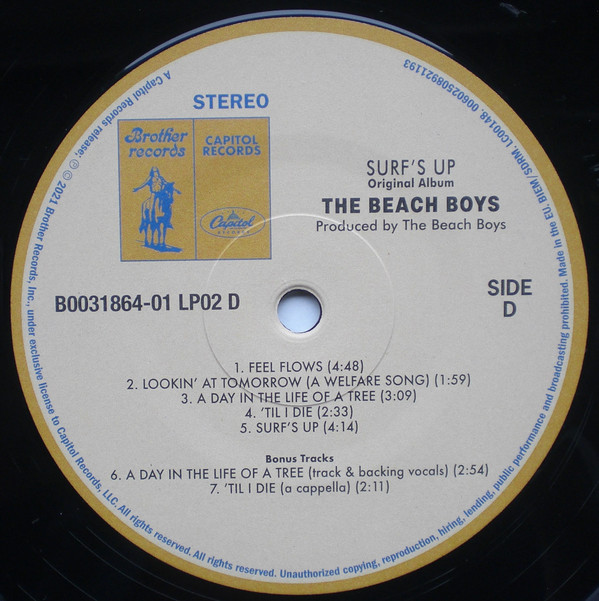 STEREO
Brother
records
CAPITOL
RECORDS
Capitol
RECORDS
SURF'S UP
Original Album
THE BEACH BOYS
Produced by The Beach Boys
B0031864-01 LP02 D
SIDE
D
1. FEEL FLOWS (4:48)
2. LOOKIN' AT TOMORROW (A WELFARE SONG) (1:59)
3. A DAY IN THE LIFE OF A TREE (3:09)
4. 'TIL I DIE (2:33)
5. SURF'S UP (4:14)
Bonus Tracks
6. A DAY IN THE LIFE OF A TREE (track & backing vocals) (2:54)
7. 'TIL I DIE (a cappella) (2:11)
A Capitol Records release; ℗ © 2021 Brother Records, Inc., under exclusive license to Capitol Records, LLC. All rights reserved. All rights reserved. Unauthorized copying, reproduction, hiring, lending, public performance and broadcasting prohibited. Made in the EU. BIEM/SDRM. LC00148. 00602508921193